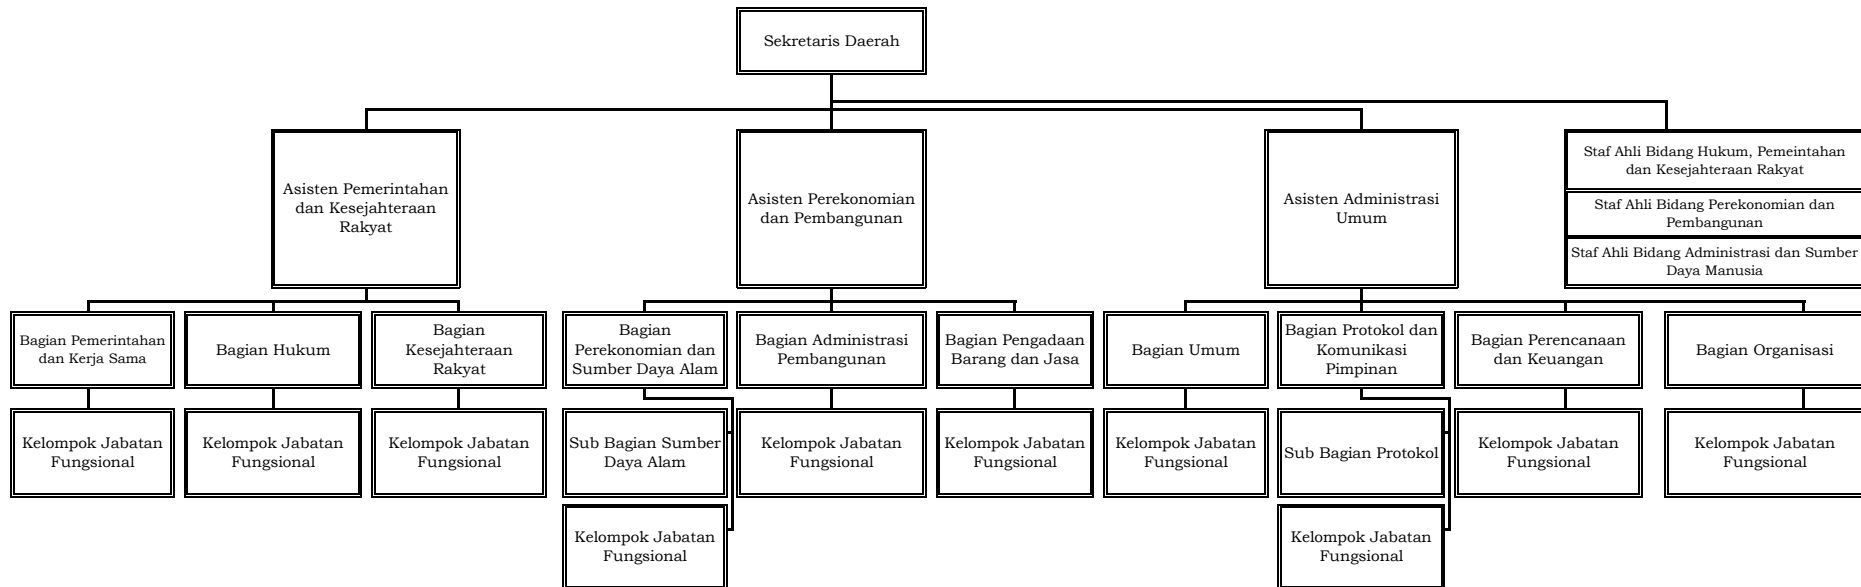 Sekretaris Daerah
Asisten Pemerintahan
dan Kesejahteraan
Rakyat
Asisten Perekonomian
dan Pembangunan
Asisten Administrasi
Umum
Staf Ahli Bidang Hukum, Pemeintahan
dan Kesejahteraan Rakyat
Staf Ahli Bidang Perekonomian dan
Pembangunan
Staf Ahli Bidang Administrasi dan Sumber
Daya Manusia
Bagian Pemerintahan
dan Kerja Sama
Bagian Hukum
Bagian
Kesejahteraan
Rakyat
Bagian
Perekonomian dan
Sumber Daya Alam
Bagian Administrasi
Pembangunan
Bagian Pengadaan
Barang dan Jasa
Bagian Umum
Bagian Protokol dan
Komunikasi
Pimpinan
Bagian Perencanaan
dan Keuangan
Bagian Organisasi
Kelompok Jabatan
Fungsional
Kelompok Jabatan
Fungsional
Kelompok Jabatan
Fungsional
Sub Bagian Sumber
Daya Alam
Kelompok Jabatan
Fungsional
Kelompok Jabatan
Fungsional
Kelompok Jabatan
Fungsional
Sub Bagian Protokol
Kelompok Jabatan
Fungsional
Kelompok Jabatan
Fungsional
Kelompok Jabatan
Fungsional
Kelompok Jabatan
Fungsional